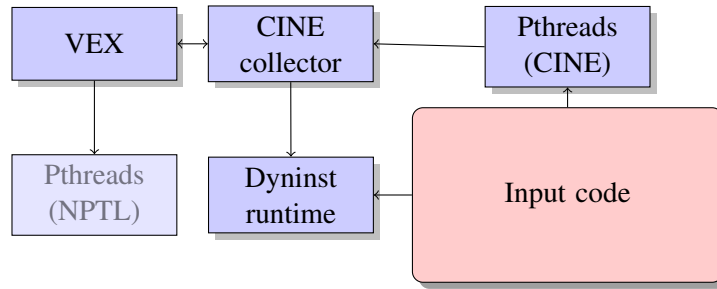 VEX
CINE
collector
Pthreads
(CINE)
Pthreads
(NPTL)
Dyninst
runtime
Input code